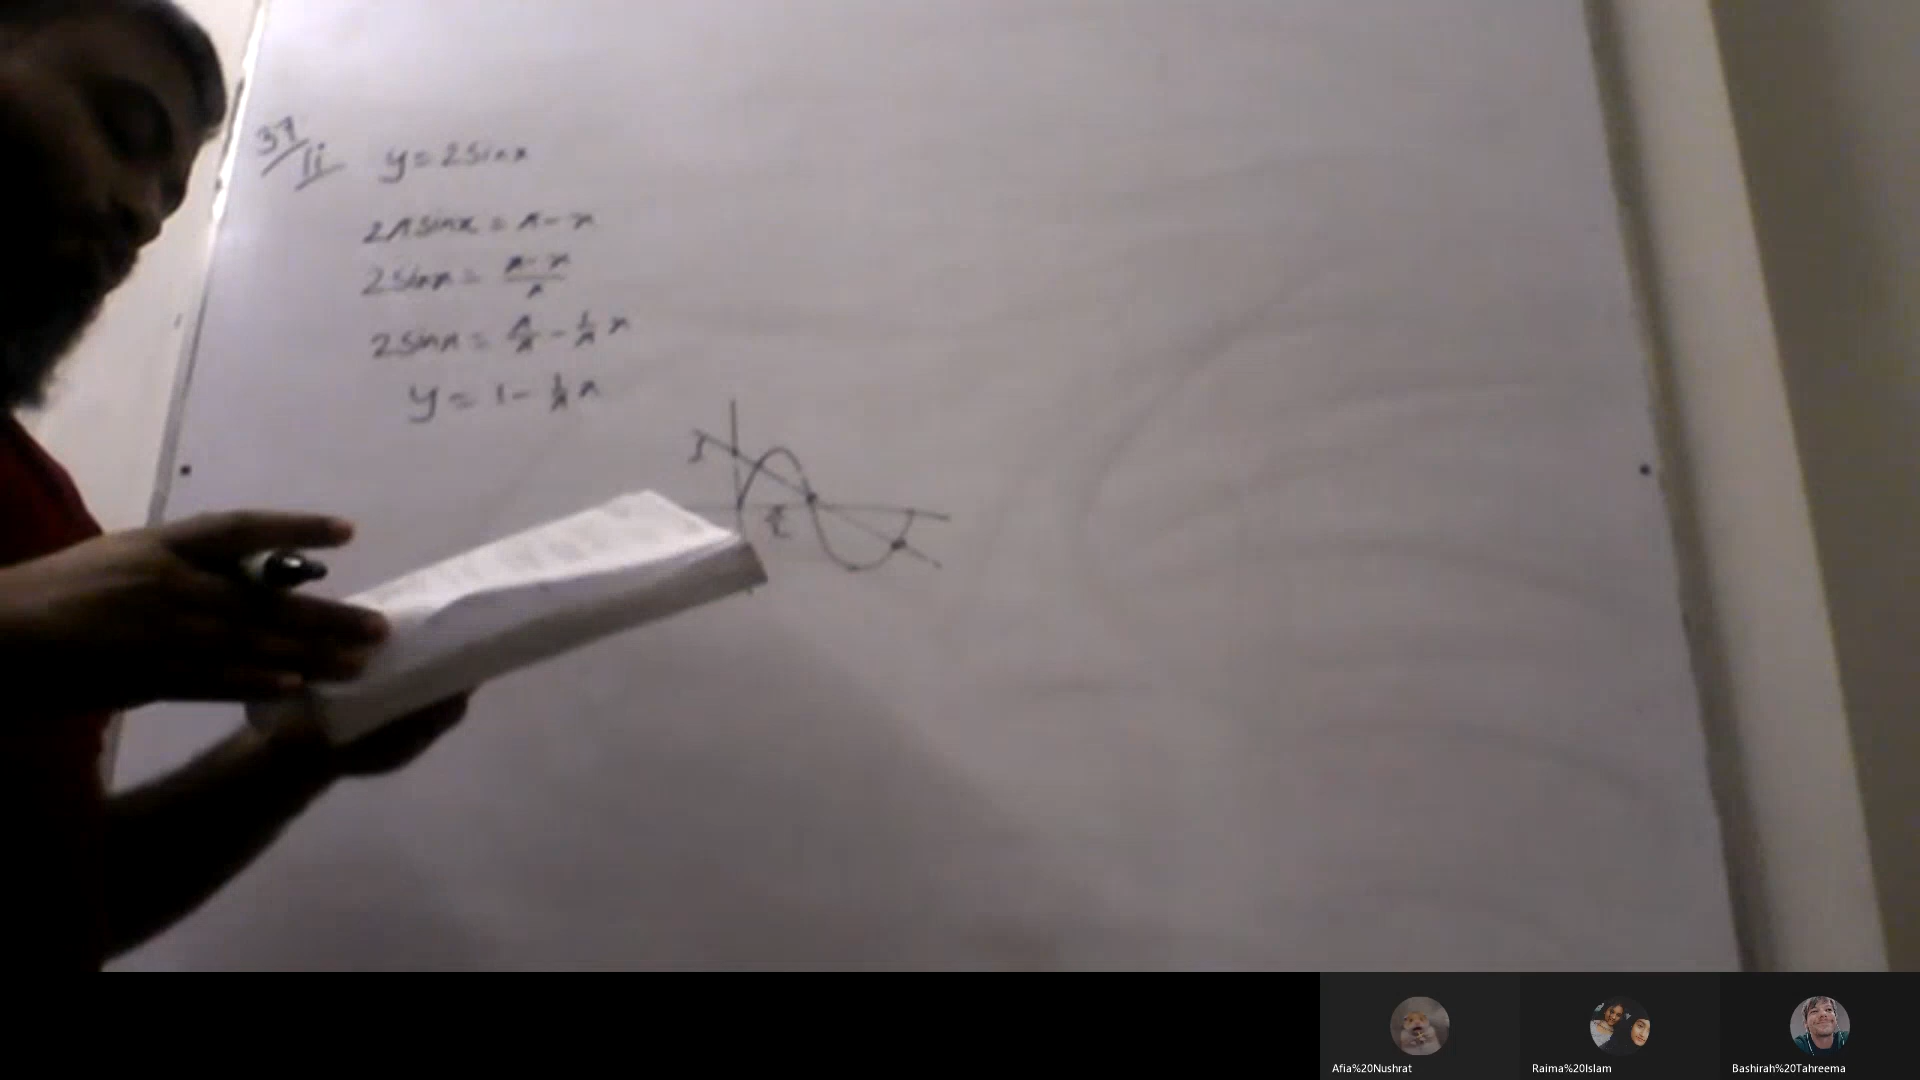 37/ii y = 2sinx
2πsinx = π - x
2sinx = π - x / π
2sinx = π/π - 1/π x
y = 1 - 1/π x
π
Afia%20Nushrat
Raima%20Islam
Bashirah%20Tahreema